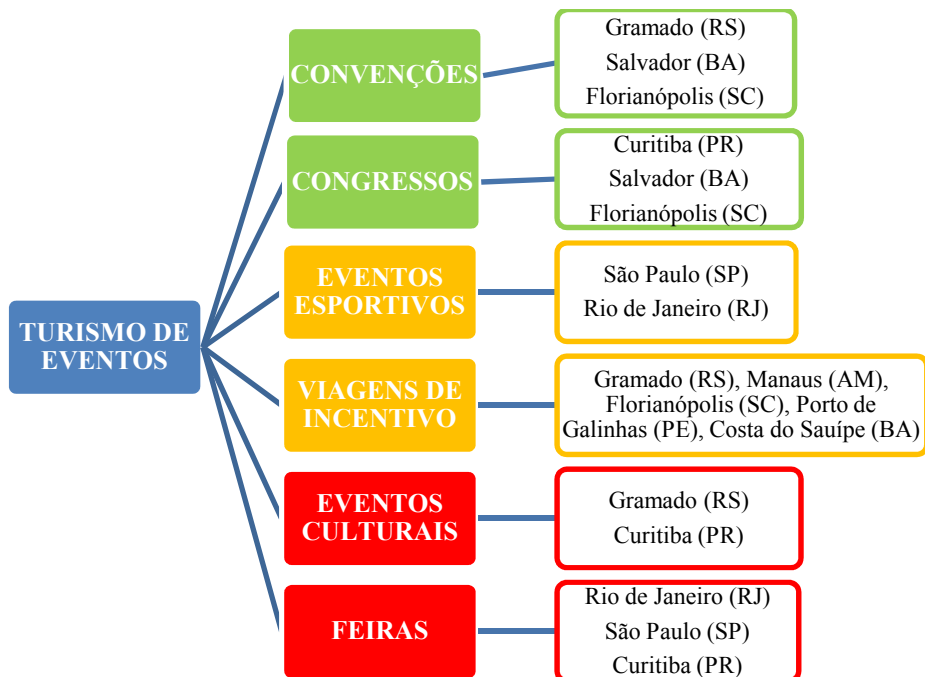 TURISMO DE
EVENTOS
CONVENÇÕES
Gramado (RS)
Salvador (BA)
Florianópolis (SC)
CONGRESSOS
Curitiba (PR)
Salvador (BA)
Florianópolis (SC)
EVENTOS
ESPORTIVOS
São Paulo (SP)
Rio de Janeiro (RJ)
VIAGENS DE
INCENTIVO
Gramado (RS), Manaus (AM),
Florianópolis (SC), Porto de
Galinhas (PE), Costa do Sauípe (BA)
EVENTOS
CULTURAIS
Gramado (RS)
Curitiba (PR)
FEIRAS
Rio de Janeiro (RJ)
São Paulo (SP)
Curitiba (PR)